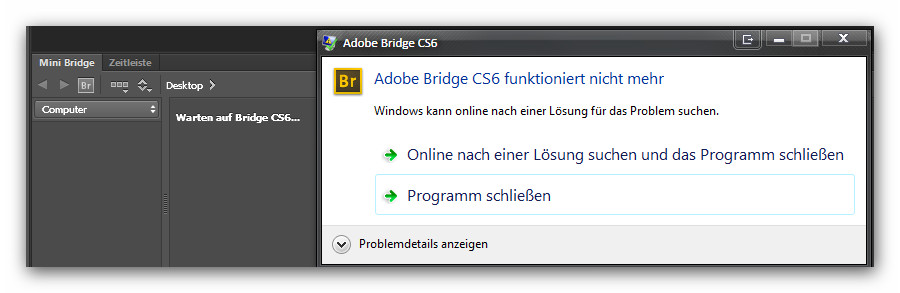 Mini Bridge
Zeitleiste
Br
Desktop
Computer
Warten auf Bridge CS6...
Adobe Bridge CS6
Br
Adobe Bridge CS6 funktioniert nicht mehr
Windows kann online nach einer Lösung für das Problem suchen.
Online nach einer Lösung suchen und das Programm schließen
Programm schließen
Problemdetails anzeigen